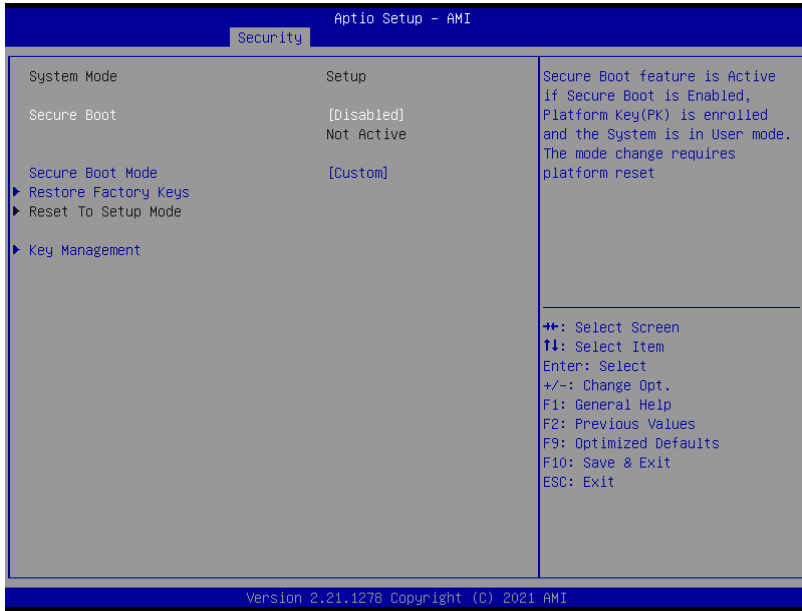 Aptio Setup – AMI
Security
System Mode Setup
Secure Boot [Disabled]
Not Active
Secure Boot Mode [Custom]
Restore Factory Keys
Reset To Setup Mode
Key Management
Secure Boot feature is Active
if Secure Boot is Enabled,
Platform Key(PK) is enrolled
and the System is in User mode.
The mode change requires
platform reset
→←: Select Screen
↑↓: Select Item
Enter: Select
+/-: Change Opt.
F1: General Help
F2: Previous Values
F9: Optimized Defaults
F10: Save & Exit
ESC: Exit
Version 2.21.1278 Copyright (C) 2021 AMI